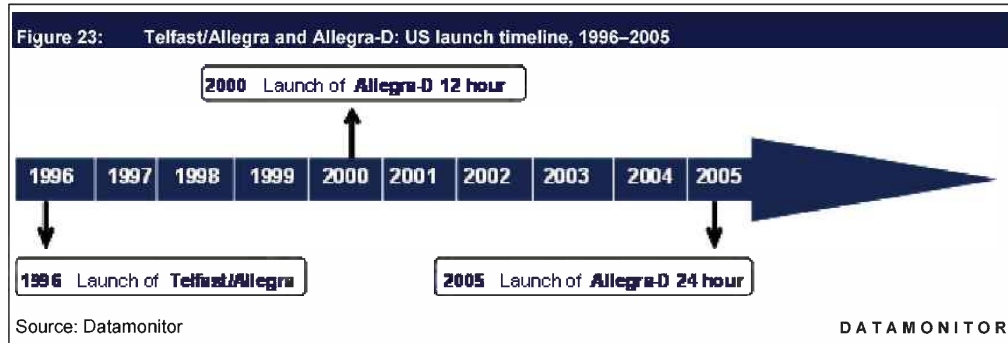 Figure 23: Telfast/Allegra and Allegra-D: US launch timeline, 1996–2005
2000 Launch of Allegra-D 12 hour
1996 1997 1998 1999 2000 2001 2002 2003 2004 2005
1996 Launch of Telfast/Allegra
2005 Launch of Allegra-D 24 hour
Source: Datamonitor
DATAMONITOR